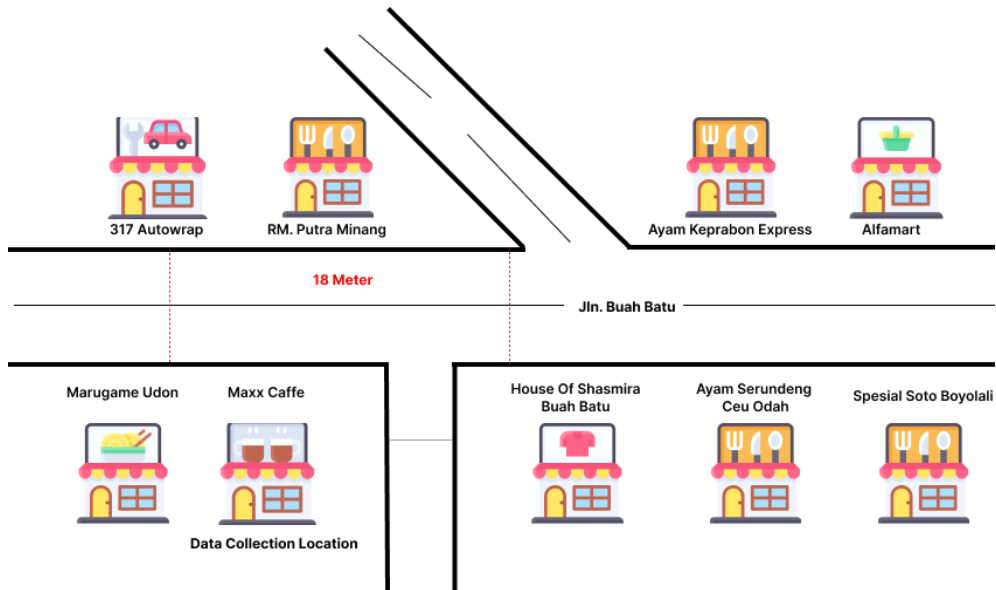 317 Autowrap
RM. Putra Minang
Ayam Keprabon Express
Alfamart
18 Meter
Jln. Buah Batu
Marugame Udon
Maxx Caffe
House Of Shasmira
Buah Batu
Ayam Serundeng
Ceu Odah
Spesial Soto Boyolali
Data Collection Location